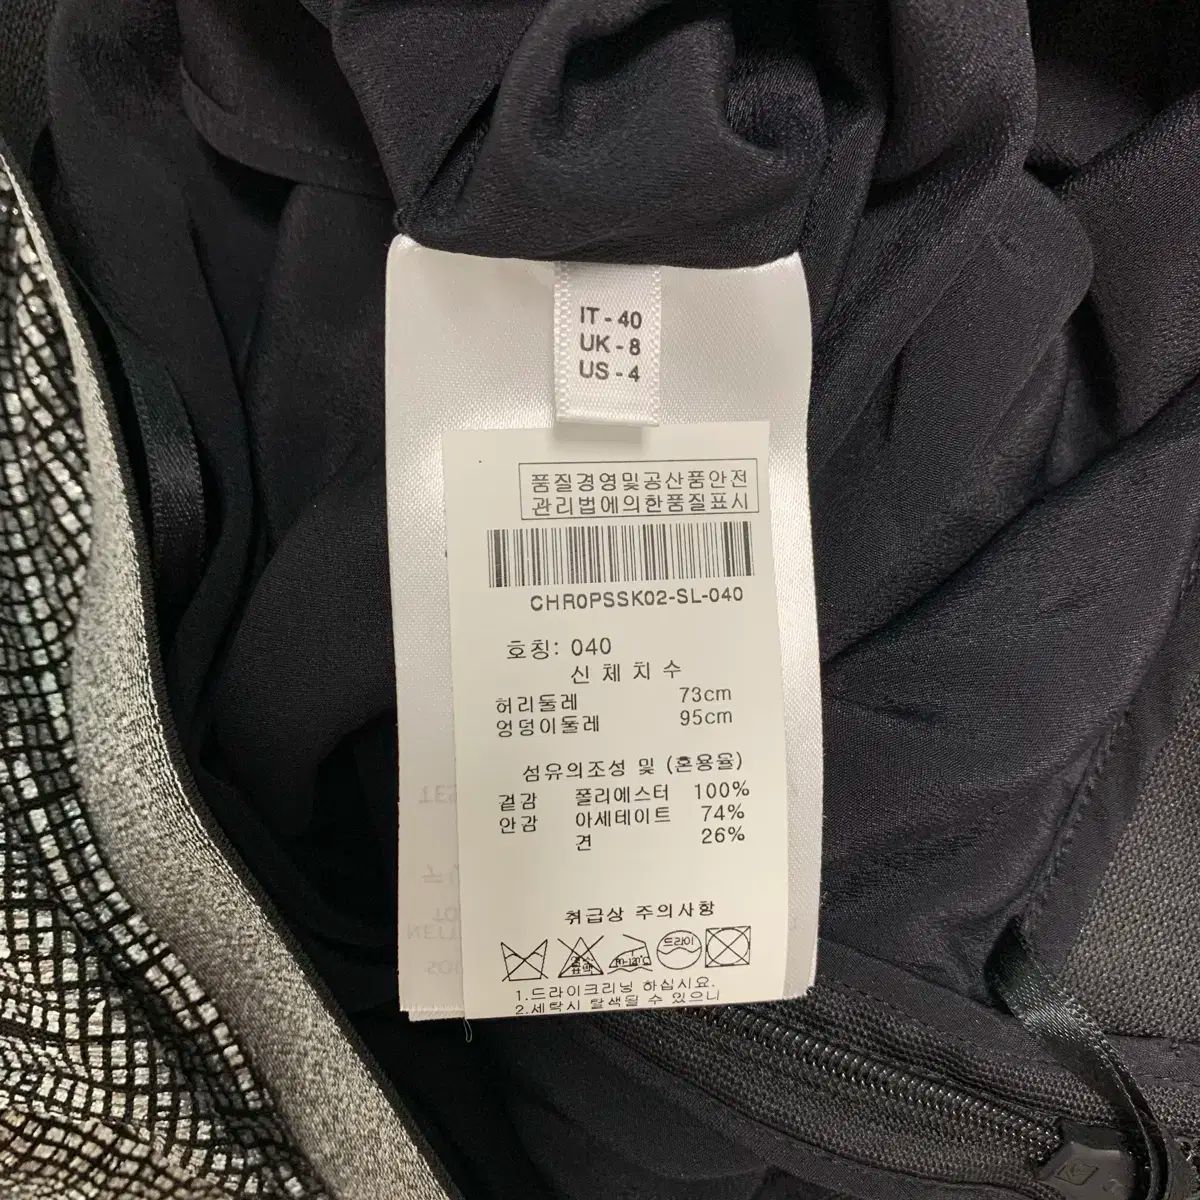 IT - 40
UK - 8
US - 4
품질경영및공산품안전
관리법에의한품질표시
CHR0PSSK02-SL-040
호칭: 040
신체치수
허리둘레 73cm
엉덩이둘레 95cm
섬유의조성 및 (혼용율)
겉감 폴리에스터 100%
안감 아세테이트 74%
견 26%
취급상 주의사항
드라이
1.드라이크리닝 하십시요.
2.세탁시 탈색될 수 있으니